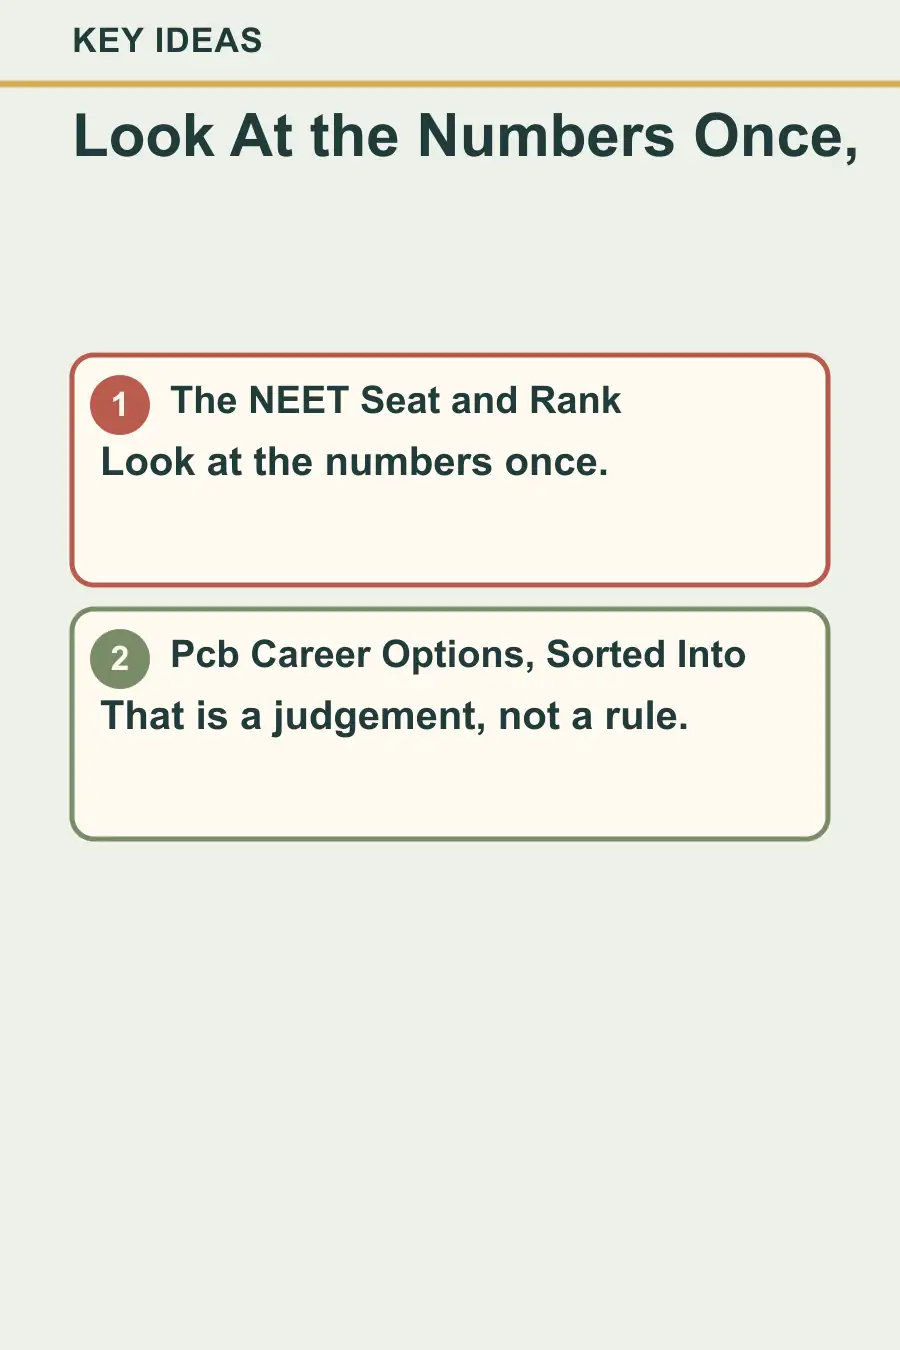 KEY IDEAS
Look At the Numbers Once,
1 The NEET Seat and Rank
Look at the numbers once.
2 Pcb Career Options, Sorted Into
That is a judgement, not a rule.